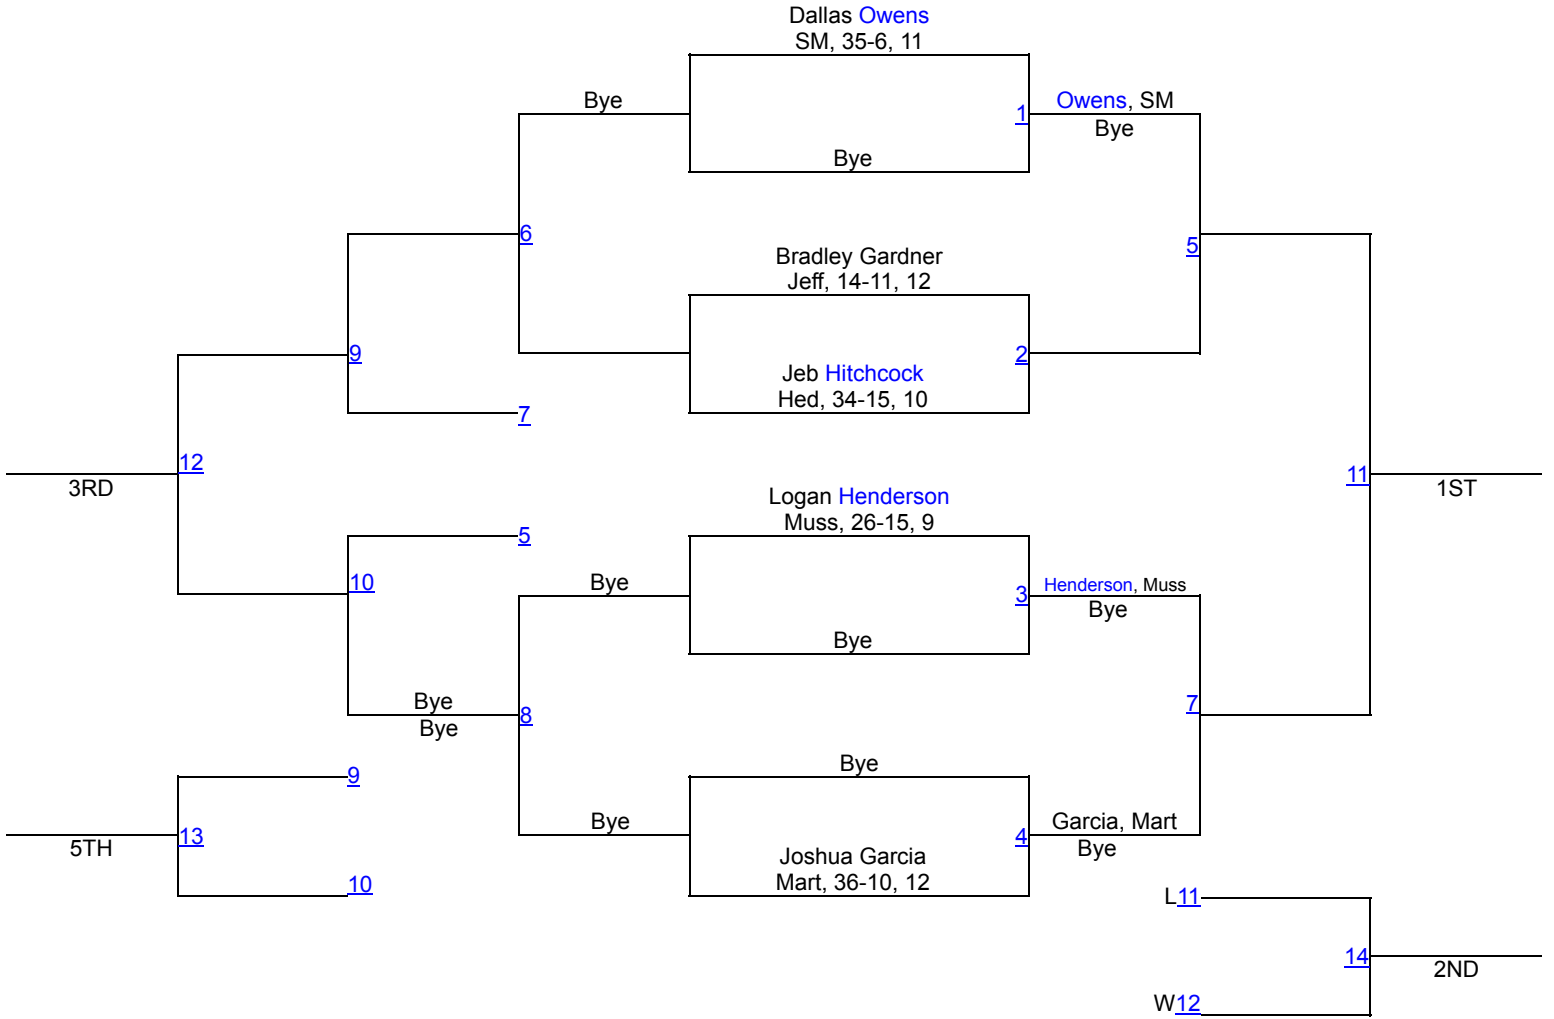 Dallas Owens
SM, 35-6, 11
Bye
1
Owens, SM
Bye
Bye
6
5
Bradley Gardner
Jeff, 14-11, 12
9
2
Jeb Hitchcock
Hed, 34-15, 10
7
12
3RD
11
1ST
Logan Henderson
Muss, 26-15, 9
5
10
Bye
3
Henderson, Muss
Bye
Bye
Bye
Bye
8
7
Bye
9
13
5TH
10
Bye
4
Garcia, Mart
Bye
Joshua Garcia
Mart, 36-10, 12
L11
14
2ND
W12